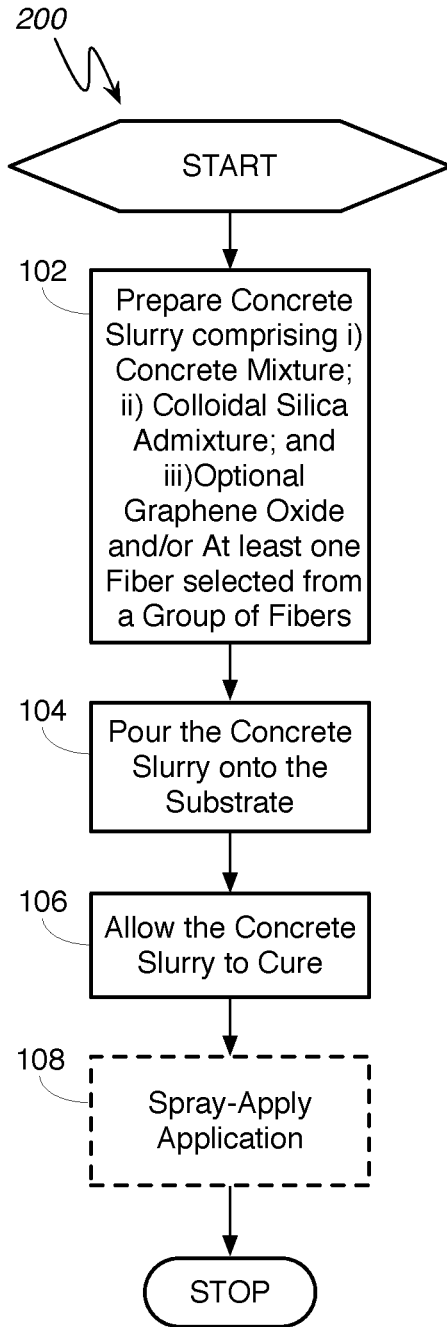 200
START
102
Prepare Concrete
Slurry comprising i)
Concrete Mixture;
ii) Colloidal Silica
Admixture; and
iii)Optional
Graphene Oxide
and/or At least one
Fiber selected from
a Group of Fibers
104
Pour the Concrete
Slurry onto the
Substrate
106
Allow the Concrete
Slurry to Cure
108
Spray-Apply
Application
STOP